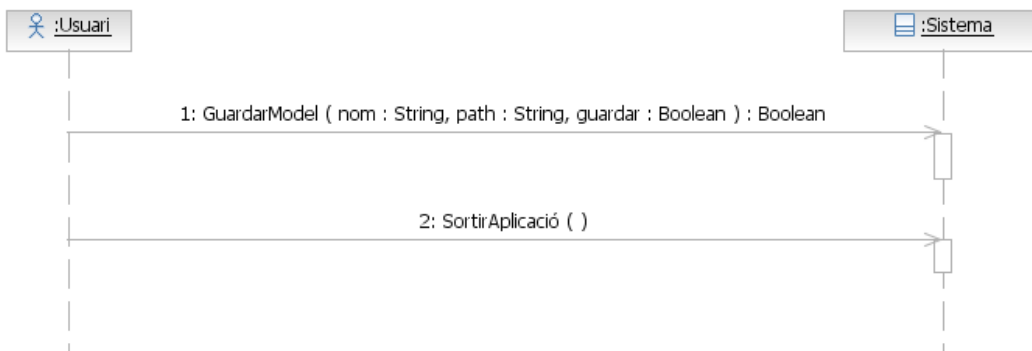 :Usuari
:Sistema
1: GuardarModel ( nom : String, path : String, guardar : Boolean ) : Boolean
2: SortirAplicació ( )